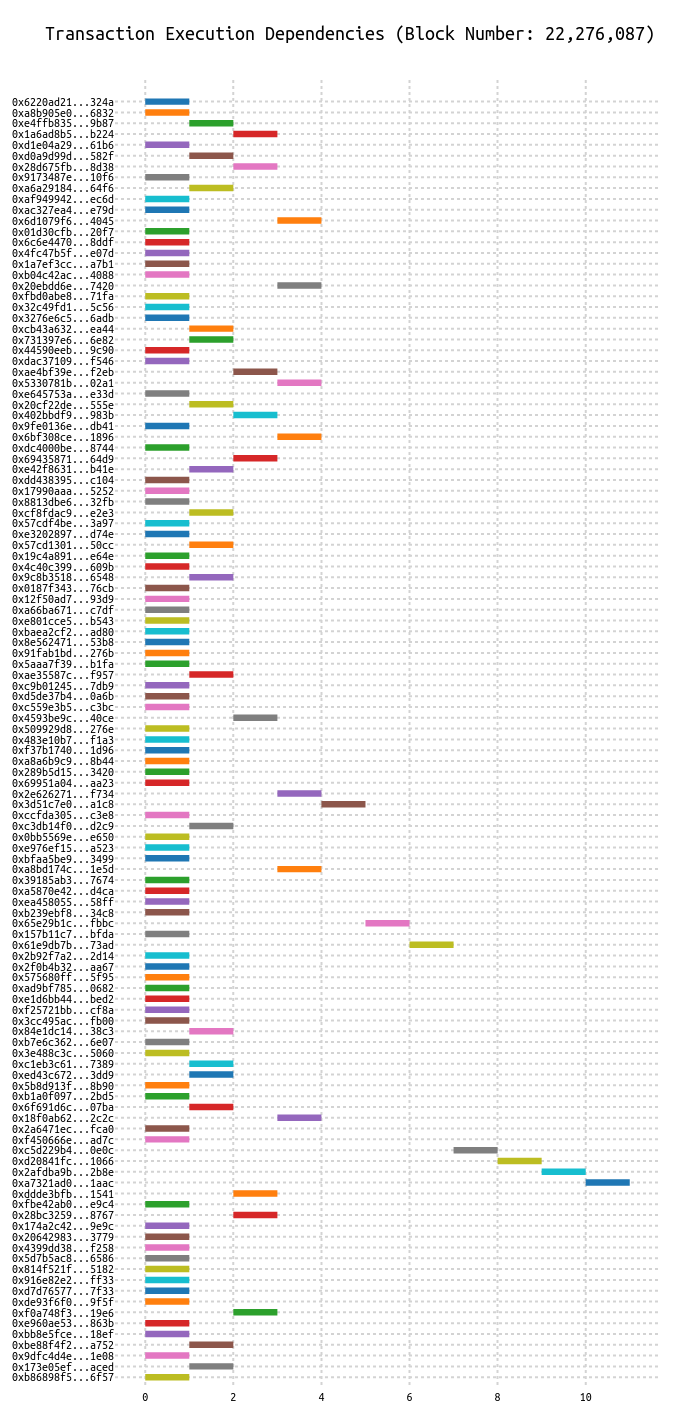 Transaction Execution Dependencies (Block Number: 22,276,087)
0x6220ad21...324a
0xa8b905e0...6832
0xe4ffb835...9b87
0x1a6ad8b5...b224
0xd1e04a29...61b6
0xd0a9d99d...582f
0x28d675fb...8d38
0x9173487e...10f6
0xa6a29184...64f6
0xaf949942...ec6d
0xac327ea4...e79d
0x6d1079f6...4045
0x01d30cfb...20f7
0x6c6e4470...8ddf
0x4fc47b5f...e07d
0x1a7ef3cc...a7b1
0xb04c42ac...4088
0x20ebdd6e...7420
0xfbd0abe8...71fa
0x32c49fd1...5c56
0x3276e6c5...6adb
0xcb43a632...ea44
0x731397e6...6e82
0x44590eeb...9c90
0xdac37109...f546
0xae4bf39e...f2eb
0x5330781b...02a1
0xe645753a...e33d
0x20cf22de...555e
0x402bbdf9...983b
0x9fe0136e...db41
0x6bf308ce...1896
0xdc4000be...8744
0x69435871...64d9
0xe42f8631...b41e
0xdd438395...c104
0x17990aaa...5252
0x8813dbe6...32fb
0xcf8fdac9...e2e3
0x57cdf4be...3a97
0xe3202897...d74e
0x57cd1301...50cc
0x19c4a891...e64e
0x4c40c399...609b
0x9c8b3518...6548
0x0187f343...76cb
0x12f50ad7...93d9
0xa66ba671...c7df
0xe801cce5...b543
0xbaea2cf2...ad80
0x8e562471...53b8
0x91fab1bd...276b
0x5aaa7f39...b1fa
0xae35587c...f957
0xc9b01245...7db9
0xd5de37b4...0a6b
0xc559e3b5...c3bc
0x4593be9c...40ce
0x509929d8...276e
0x483e10b7...f1a3
0xf37b1740...1d96
0xa8a6b9c9...8b44
0x289b5d15...3420
0x69951a04...aa23
0x2e626271...f734
0x3d51c7e0...a1c8
0xccfda305...c3e8
0xc3db14f0...d2c9
0x0bb5569e...e650
0xe976ef15...a523
0xbfaa5be9...3499
0xa8bd174c...1e5d
0x39185ab3...7674
0xa5870e42...d4ca
0xea458055...58ff
0xb239ebf8...34c8
0x65e29b1c...fbbc
0x157b11c7...bfda
0x61e9db7b...73ad
0x2b92f7a2...2d14
0x2f0b4b32...aa67
0x575680ff...5f95
0xad9bf785...0682
0xe1d6bb44...bed2
0xf25721bb...cf8a
0x3cc495ac...fb00
0x84e1dc14...38c3
0xb7e6c362...6e07
0x3e488c3c...5060
0xc1eb3c61...7389
0xed43c672...3dd9
0x5b8d913f...8b90
0xb1a0f097...2bd5
0x6f691d6c...07ba
0x18f0ab62...2c2c
0x2a6471ec...fca0
0xf450666e...ad7c
0xc5d229b4...0e0c
0xd20841fc...1066
0x2afdba9b...2b8e
0xa7321ad0...1aac
0xddde3bfb...1541
0xfbe42ab0...e9c4
0x28bc3259...8767
0x174a2c42...9e9c
0x20642983...3779
0x4399dd38...f258
0x5d7b5ac8...6586
0x814f521f...5182
0x916e82e2...ff33
0xd7d76577...7f33
0xde93f6f0...9f5f
0xf0a748f3...19e6
0xe960ae53...863b
0xbb8e5fce...18ef
0xbe88f4f2...a752
0x9dfc4d4e...1e08
0x173e05ef...aced
0xb86898f5...6f57
0 2 4 6 8 10